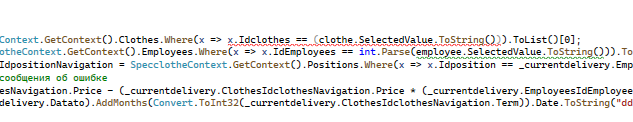 Context.GetContext().Clothes.Where(x => x.Idclothes == (clothe.SelectedValue.ToString())).ToList()[0];
otheContext.GetContext().Employees.Where(x => x.IdEmployees == int.Parse(employee.SelectedValue.ToString())).To
IdpositionNavigation = SpecclotheContext.GetContext().Positions.Where(x => x.Idposition == _currentdelivery.Emp
сообщения об ошибке
esNavigation.Price - (_currentdelivery.ClothesIdclothesNavigation.Price * (_currentdelivery.EmployeesIdEmployee
delivery.Datato).AddMonths(Convert.ToInt32(_currentdelivery.ClothesIdclothesNavigation.Term)).Date.ToString("dd